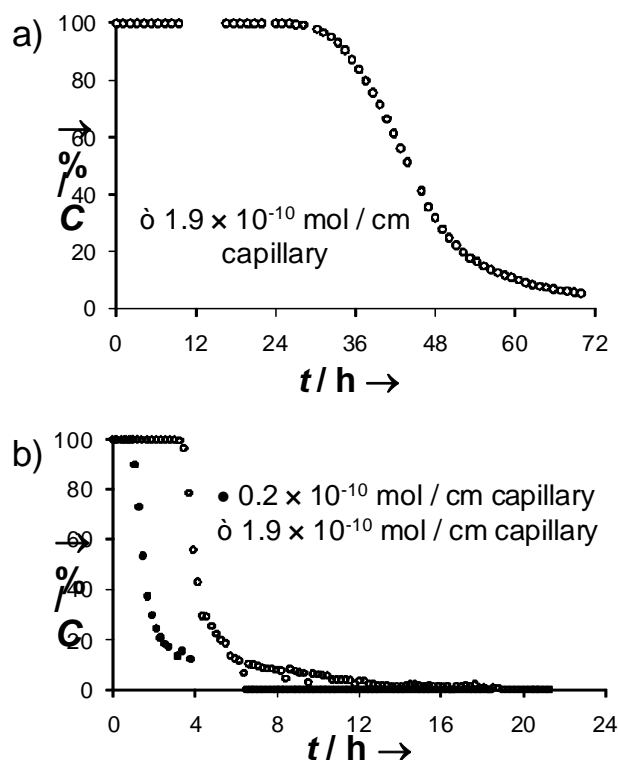 a)
100
80
60
40
20
0
C / % →
ò 1.9 × 10⁻¹⁰ mol / cm
capillary
0 12 24 36 48 60 72
t / h →
b)
100
80
60
40
20
0
C / % →
● 0.2 × 10⁻¹⁰ mol / cm capillary
ò 1.9 × 10⁻¹⁰ mol / cm capillary
0 4 8 12 16 20 24
t / h →